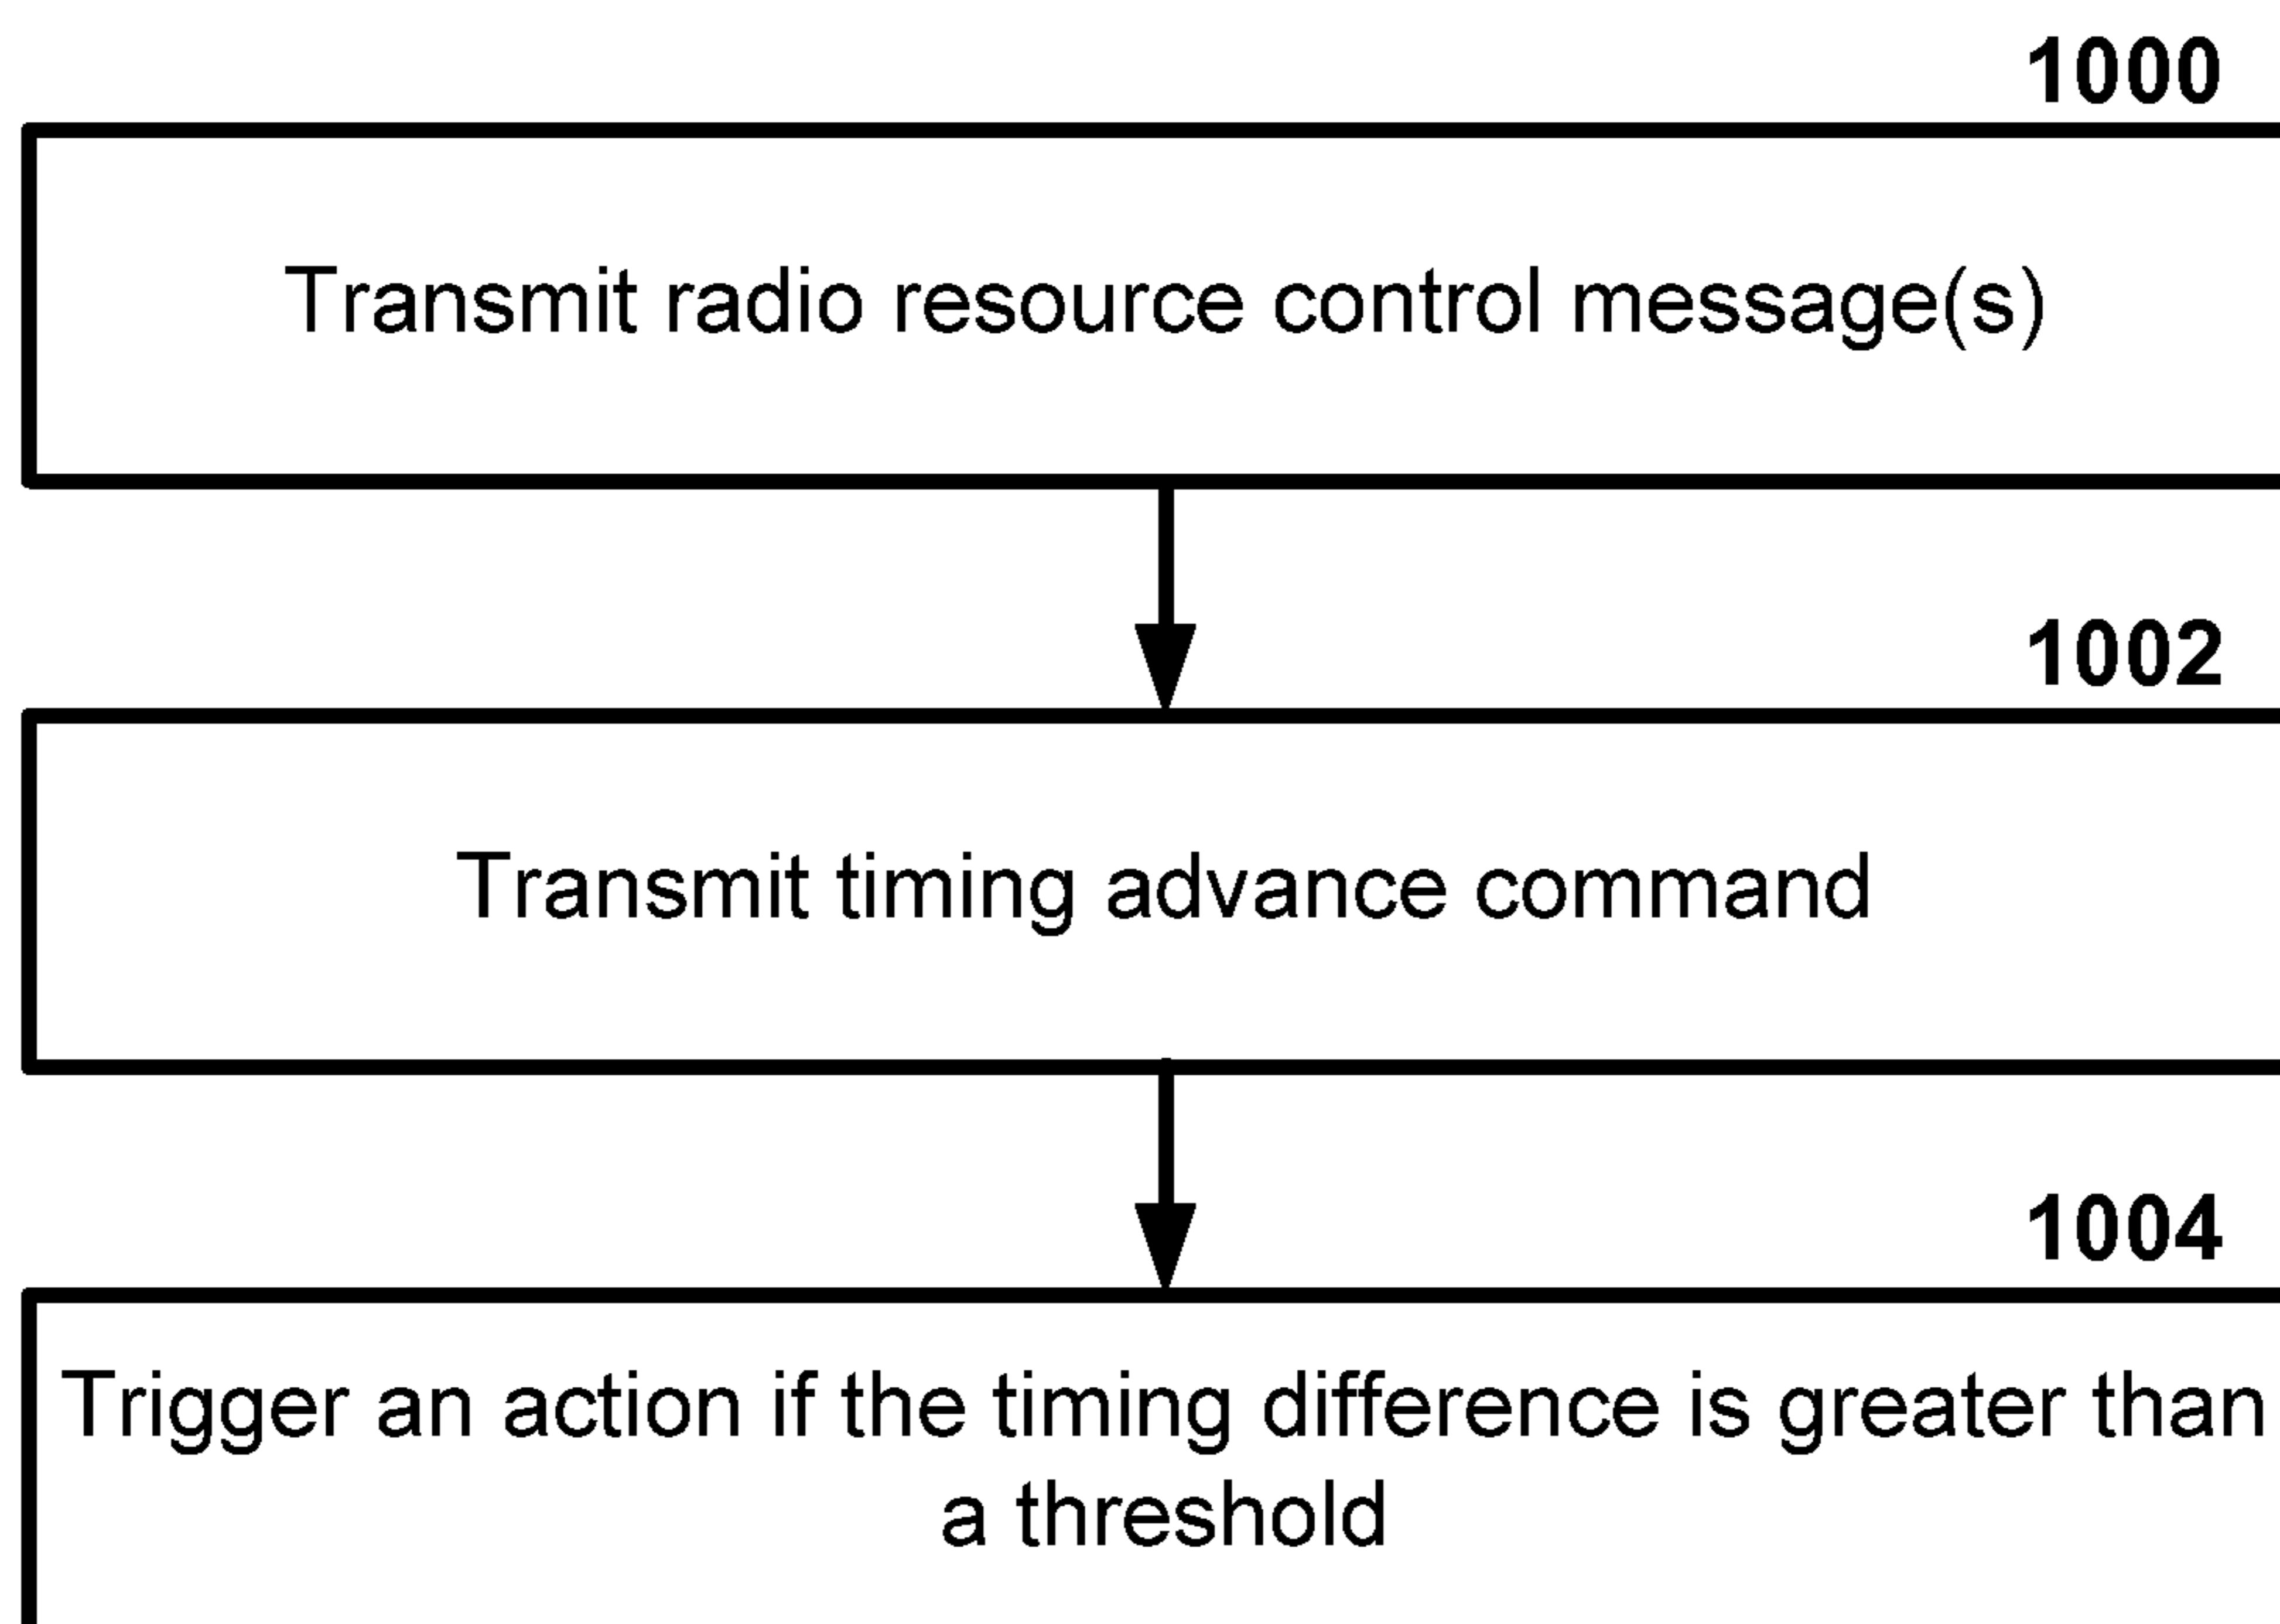 1000
Transmit radio resource control message(s)
1002
Transmit timing advance command
1004
Trigger an action if the timing difference is greater than
a threshold